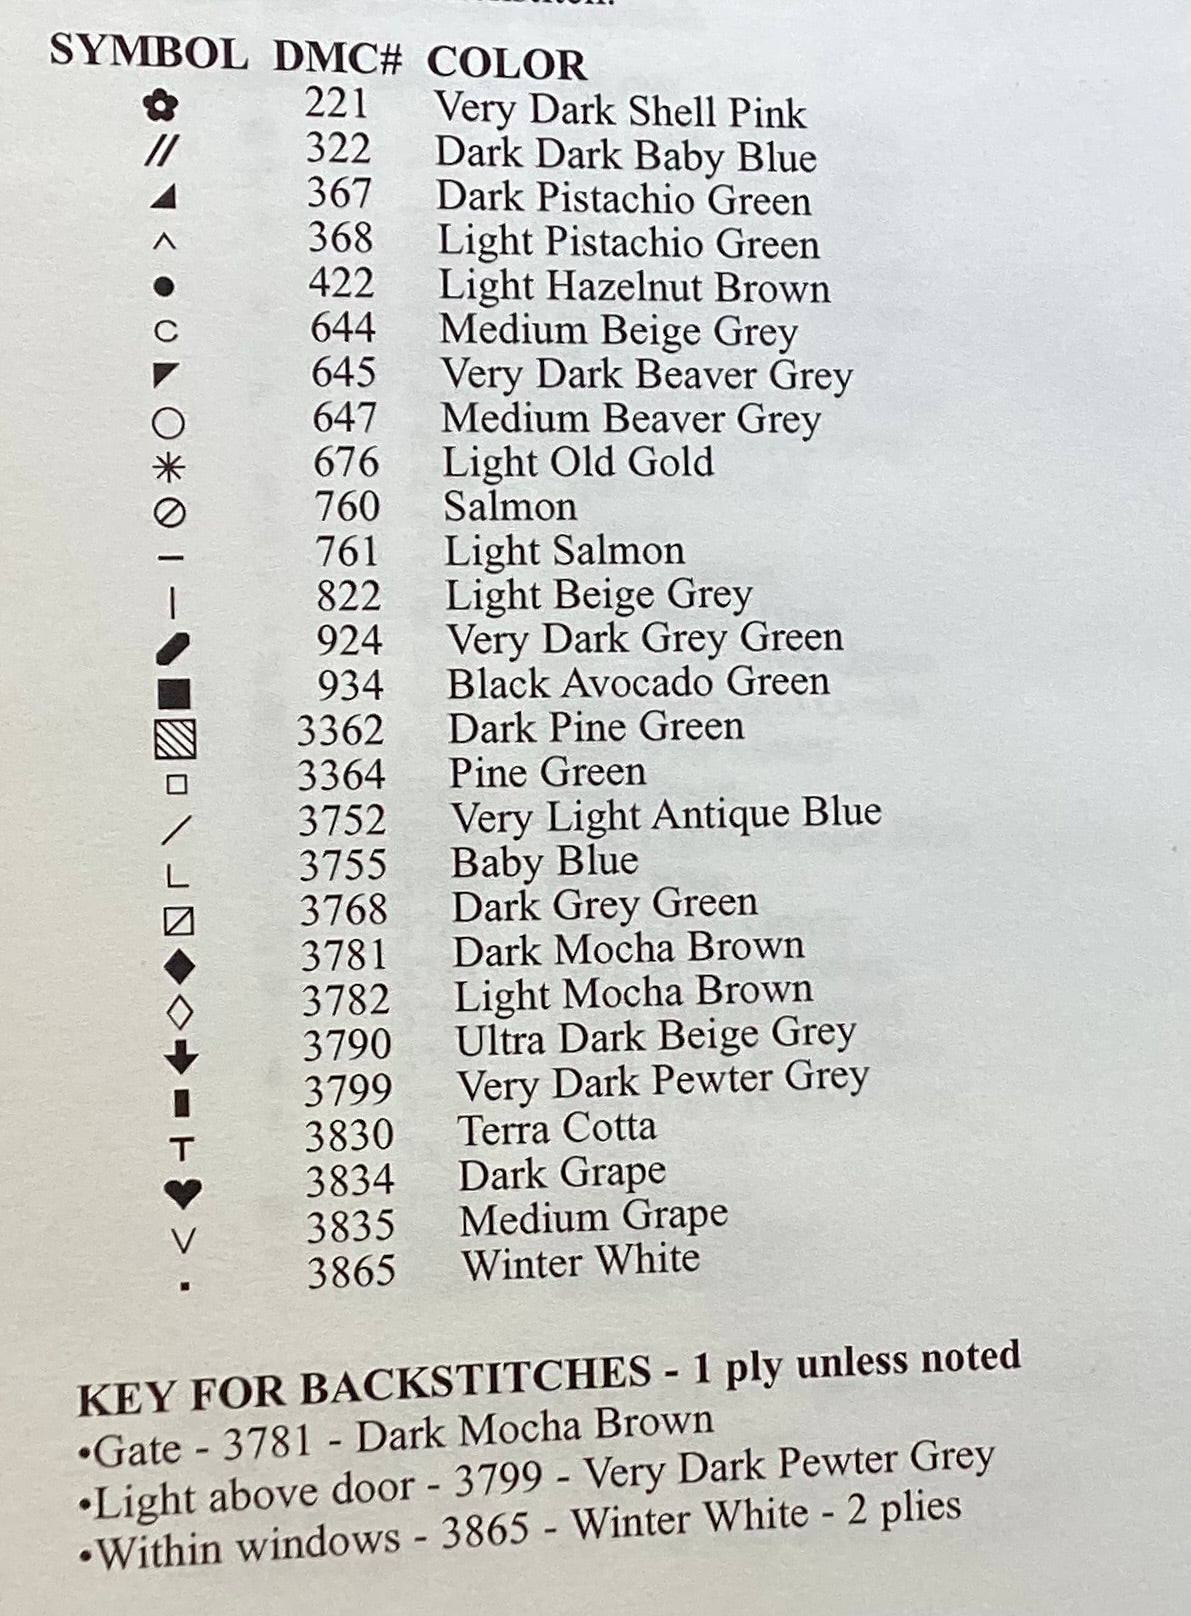 SYMBOL DMC# COLOR
✿ 221 Very Dark Shell Pink
// 322 Dark Dark Baby Blue
◢ 367 Dark Pistachio Green
^ 368 Light Pistachio Green
● 422 Light Hazelnut Brown
C 644 Medium Beige Grey
◤ 645 Very Dark Beaver Grey
○ 647 Medium Beaver Grey
✳ 676 Light Old Gold
⊘ 760 Salmon
– 761 Light Salmon
| 822 Light Beige Grey
924 Very Dark Grey Green
■ 934 Black Avocado Green
▧ 3362 Dark Pine Green
□ 3364 Pine Green
/ 3752 Very Light Antique Blue
L 3755 Baby Blue
⧄ 3768 Dark Grey Green
◆ 3781 Dark Mocha Brown
◇ 3782 Light Mocha Brown
🡇 3790 Ultra Dark Beige Grey
▮ 3799 Very Dark Pewter Grey
T 3830 Terra Cotta
♥ 3834 Dark Grape
V 3835 Medium Grape
▪ 3865 Winter White
KEY FOR BACKSTITCHES - 1 ply unless noted
•Gate - 3781 - Dark Mocha Brown
•Light above door - 3799 - Very Dark Pewter Grey
•Within windows - 3865 - Winter White - 2 plies